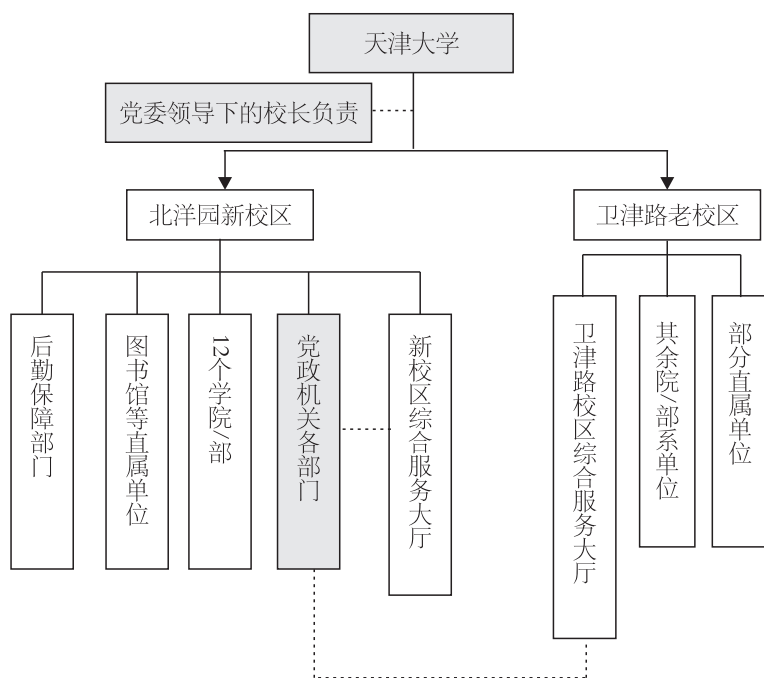 天津大学
党委领导下的校长负责
北洋园新校区
卫津路老校区
后勤保障部门
图书馆等直属单位
12个学院/部
党政机关各部门
新校区综合服务大厅
卫津路校区综合服务大厅
其余院/部系单位
部分直属单位